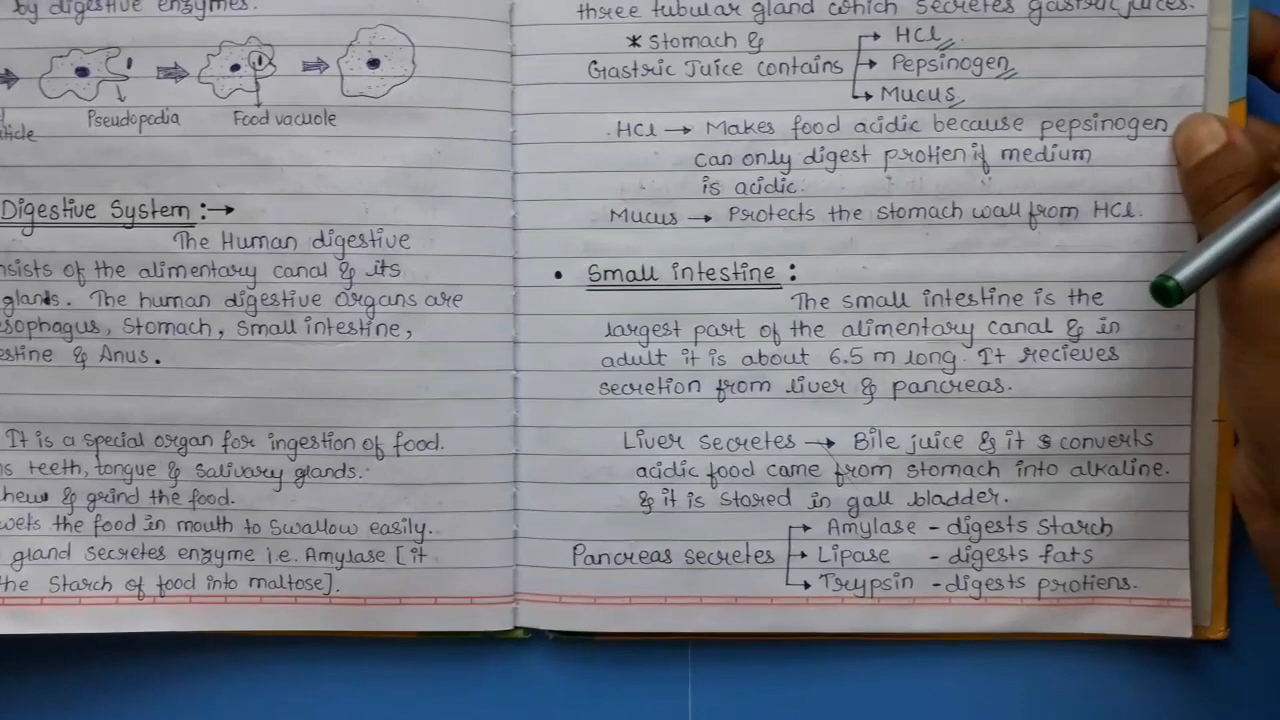 by digestive enzymes.
Pseudopodia
Food vacuole
Digestive System :→
The Human digestive
of the alimentary canal & its
glands. The human digestive Organs are
Stomach, Small intestine,
& Anus.
It is a special organ for ingestion of food.
teeth, tongue & salivary glands.
& grind the food.
the food in mouth to swallow easily.
gland secretes enzyme i.e. Amylase [it
the Starch of food into maltose].
three tubular gland which secretes gastric juices.
* Stomach &
Gastric Juice contains → HCl
→ Pepsinogen
→ Mucus
HCl → Makes food acidic because pepsinogen
can only digest protien if medium
is acidic.
Mucus → Protects the stomach wall from HCl.
• Small intestine :
The small intestine is the
largest part of the alimentary canal & in
adult it is about 6.5 m long. It recieves
secretion from liver & pancreas.
Liver secretes → Bile juice & it converts
acidic food came from stomach into alkaline.
& it is stored in gall bladder.
→ Amylase - digests starch
Pancreas secretes → Lipase - digests fats
→ Trypsin - digests protiens.